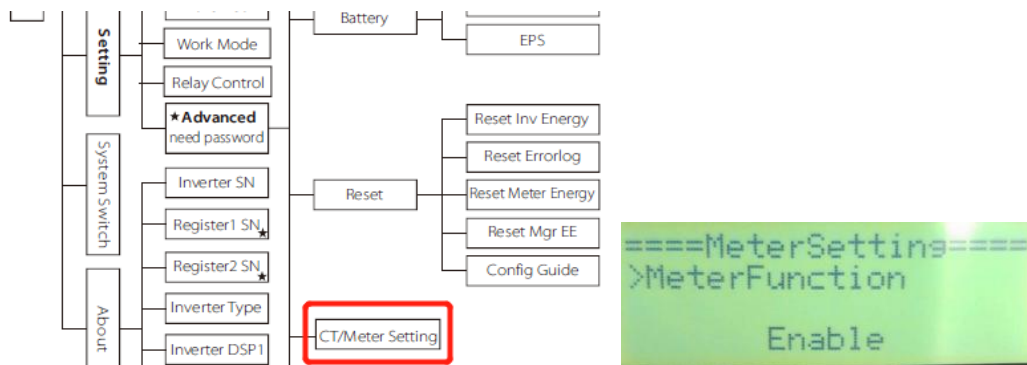 Setting
Work Mode
Relay Control
★Advanced
need password
System Switch
About
Inverter SN
Register1 SN★
Register2 SN★
Inverter Type
Inverter DSP1
Battery
EPS
Reset
Reset Inv Energy
Reset Errorlog
Reset Meter Energy
Reset Mgr EE
Config Guide
CT/Meter Setting
====MeterSetting====
>MeterFunction
Enable